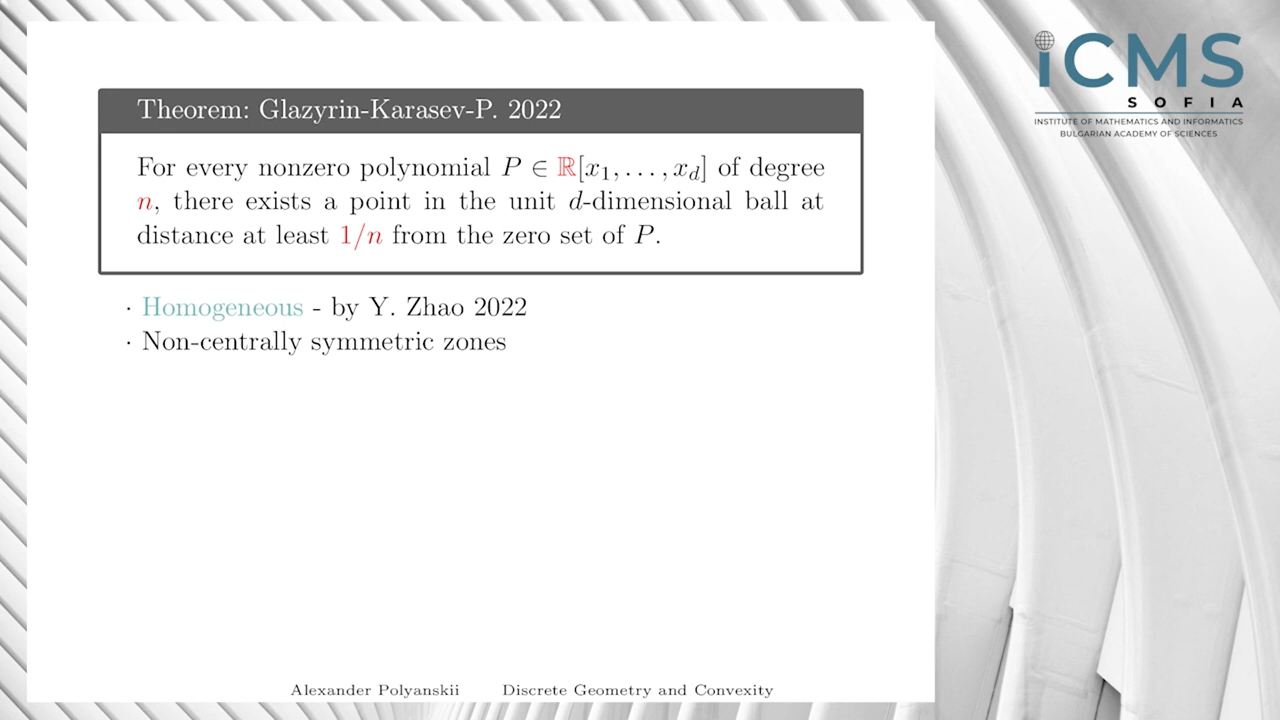 Theorem: Glazyrin-Karasev-P. 2022
For every nonzero polynomial P ∈ ℝ[x₁, . . . , x_d] of degree
n, there exists a point in the unit d-dimensional ball at
distance at least 1/n from the zero set of P.
· Homogeneous - by Y. Zhao 2022
· Non-centrally symmetric zones
Alexander Polyanskii Discrete Geometry and Convexity
iCMS
SOFIA
INSTITUTE OF MATHEMATICS AND INFORMATICS
BULGARIAN ACADEMY OF SCIENCES